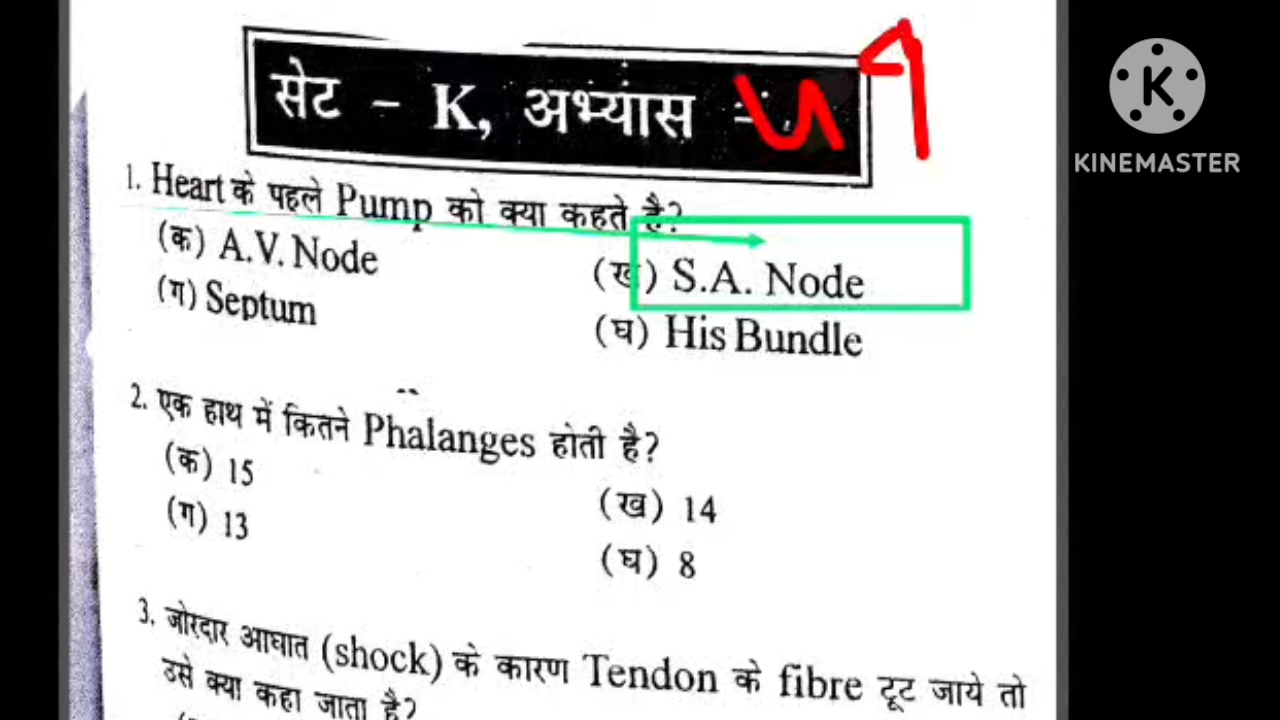 सेट – K, अभ्यास
K
KINEMASTER
1. Heart के पहले Pump को क्या कहते है?
(क) A.V. Node
(ख) S.A. Node
(ग) Septum
(घ) His Bundle
2. एक हाथ में कितने Phalanges होती है?
(क) 15
(ख) 14
(ग) 13
(घ) 8
3. जोरदार आघात (shock) के कारण Tendon के fibre टूट जाये तो
उसे क्या कहा जाता है?